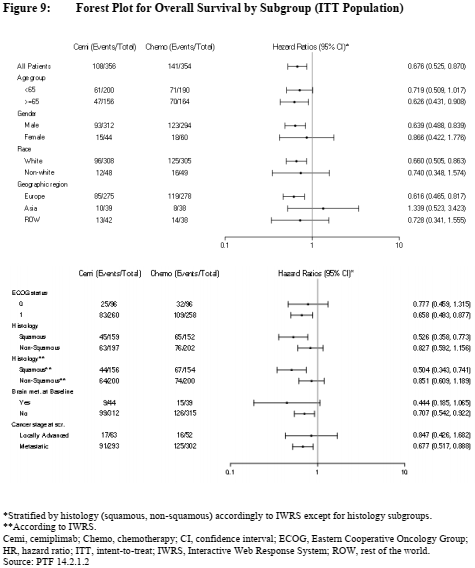 Figure 9: Forest Plot for Overall Survival by Subgroup (ITT Population)
Cemi (Events/Total) Chemo (Events/Total) Hazard Ratios (95% CI)*
All Patients 108/356 141/354 0.676 (0.525, 0.870)
Age group
<65 61/200 71/190 0.719 (0.509, 1.017)
>=65 47/156 70/164 0.626 (0.431, 0.908)
Gender
Male 93/312 123/294 0.639 (0.488, 0.839)
Female 15/44 18/60 0.866 (0.422, 1.776)
Race
White 96/308 125/305 0.660 (0.505, 0.863)
Non-white 12/48 16/49 0.740 (0.348, 1.574)
Geographic region
Europe 85/275 119/278 0.616 (0.465, 0.817)
Asia 10/39 8/38 1.339 (0.523, 3.423)
ROW 13/42 14/38 0.728 (0.341, 1.555)
0.1 1 10
Cemi (Events/Total) Chemo (Events/Total) Hazard Ratios (95% CI)*
ECOG status
0 25/96 32/96 0.777 (0.459, 1.315)
1 83/260 109/258 0.658 (0.493, 0.877)
Histology
Squamous 45/159 65/152 0.526 (0.358, 0.773)
Non-Squamous 63/197 76/202 0.827 (0.592, 1.156)
Histology**
Squamous** 44/156 67/154 0.504 (0.343, 0.741)
Non-Squamous** 64/200 74/200 0.851 (0.609, 1.189)
Brain met. at Baseline
Yes 9/44 15/39 0.444 (0.185, 1.065)
No 99/312 126/315 0.707 (0.542, 0.922)
Cancer stage at scr.
Locally Advanced 17/63 16/52 0.847 (0.426, 1.682)
Metastatic 91/293 125/302 0.677 (0.517, 0.888)
0.1 1 10
*Stratified by histology (squamous, non-squamous) accordingly to IWRS except for histology subgroups.
**According to IWRS.
Cemi, cemiplimab; Chemo, chemotherapy; CI, confidence interval; ECOG, Eastern Cooperative Oncology Group;
HR, hazard ratio; ITT, intent-to-treat; IWRS, Interactive Web Response System; ROW, rest of the world.
Source: PTF 14.2.1.2